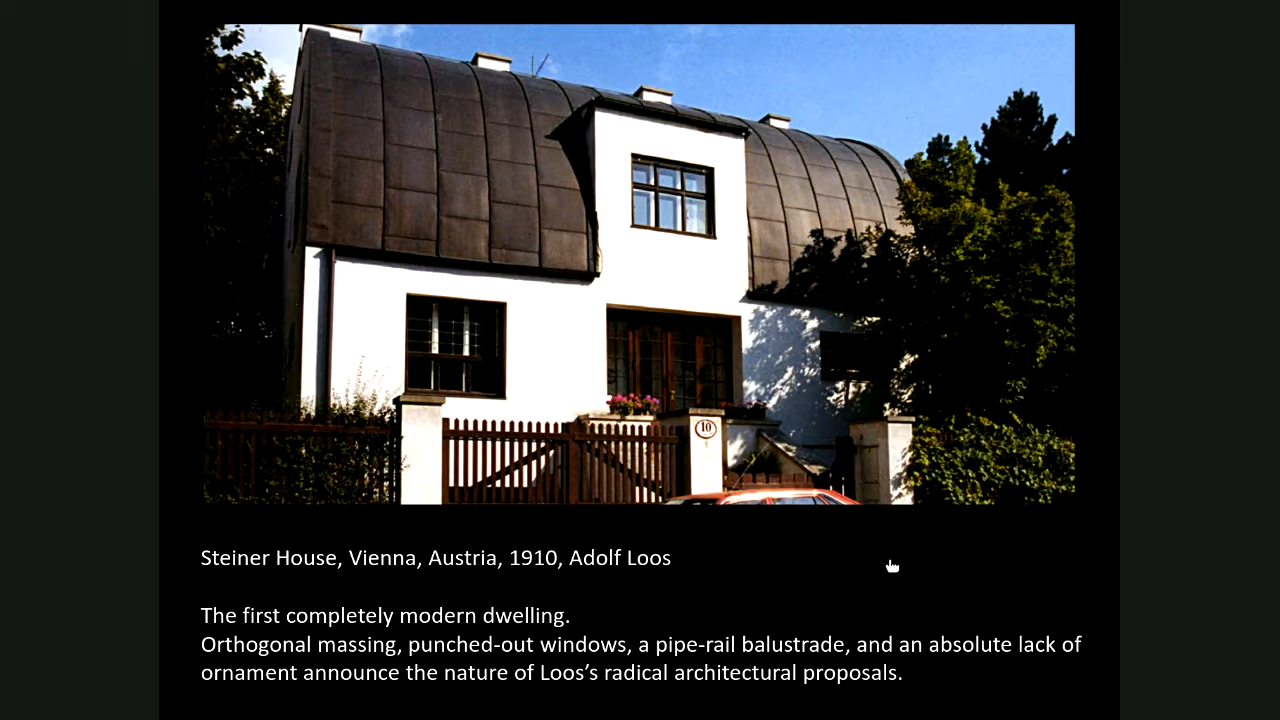 10
Steiner House, Vienna, Austria, 1910, Adolf Loos
The first completely modern dwelling.
Orthogonal massing, punched-out windows, a pipe-rail balustrade, and an absolute lack of
ornament announce the nature of Loos’s radical architectural proposals.